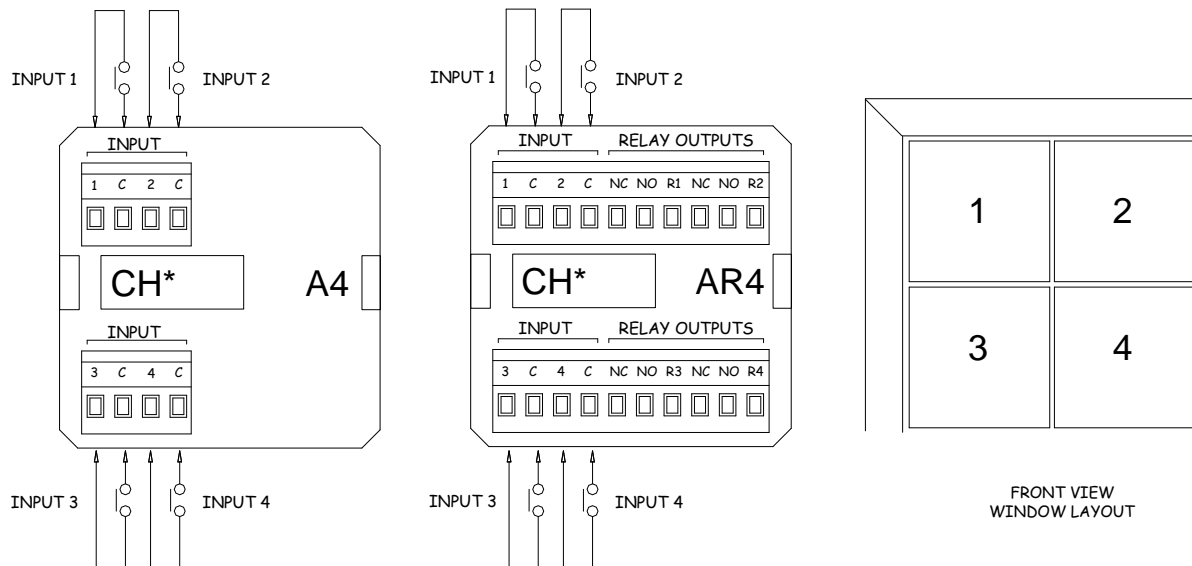 INPUT 1
INPUT 2
INPUT
1 C 2 C
CH*
A4
INPUT
3 C 4 C
INPUT 3
INPUT 4
INPUT 1
INPUT 2
INPUT RELAY OUTPUTS
1 C 2 C NC NO R1 NC NO R2
CH*
AR4
INPUT RELAY OUTPUTS
3 C 4 C NC NO R3 NC NO R4
INPUT 3
INPUT 4
1 2
3 4
FRONT VIEW
WINDOW LAYOUT